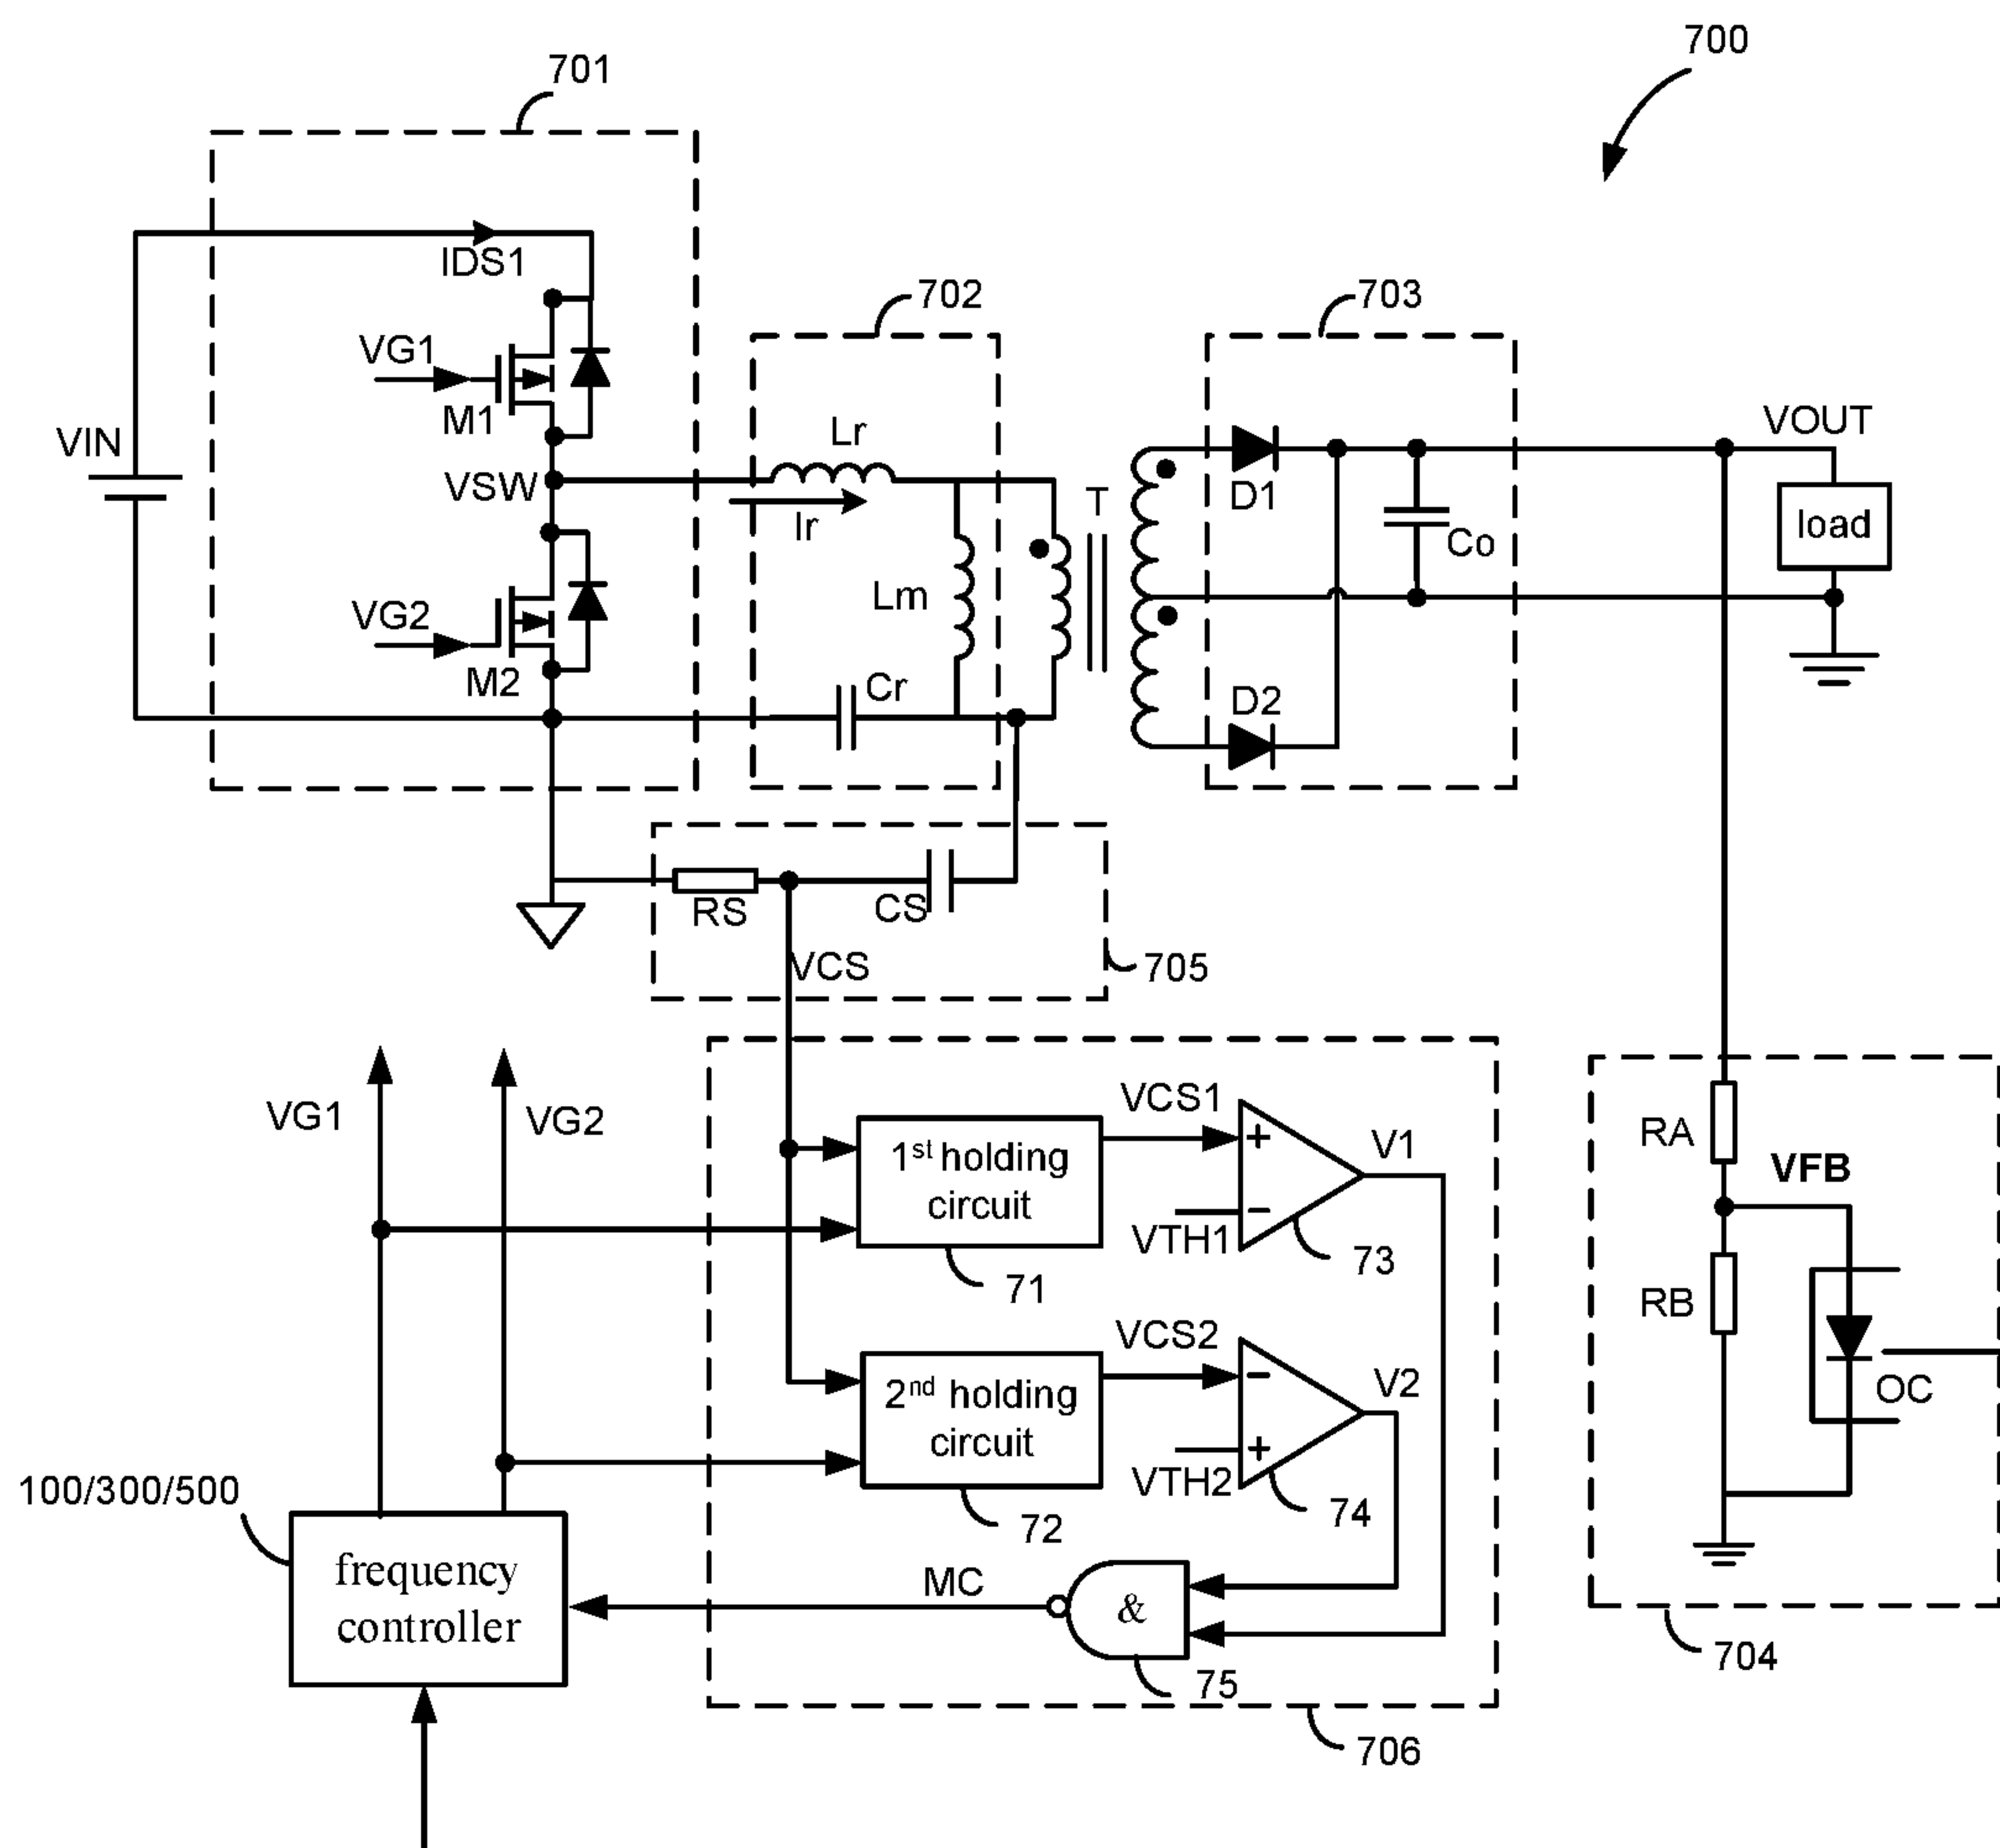 700
701
IDS1
702
703
VG1
M1
VIN
VSW
Lr
Ir
T
D1
VOUT
load
Co
Lm
VG2
M2
Cr
D2
RS
CS
VCS
705
VG1
VG2
1st holding
circuit
VCS1
+
-
V1
VTH1
73
71
RA
VFB
RB
OC
2nd holding
circuit
VCS2
-
+
V2
VTH2
74
72
100/300/500
frequency
controller
MC
&
75
704
706